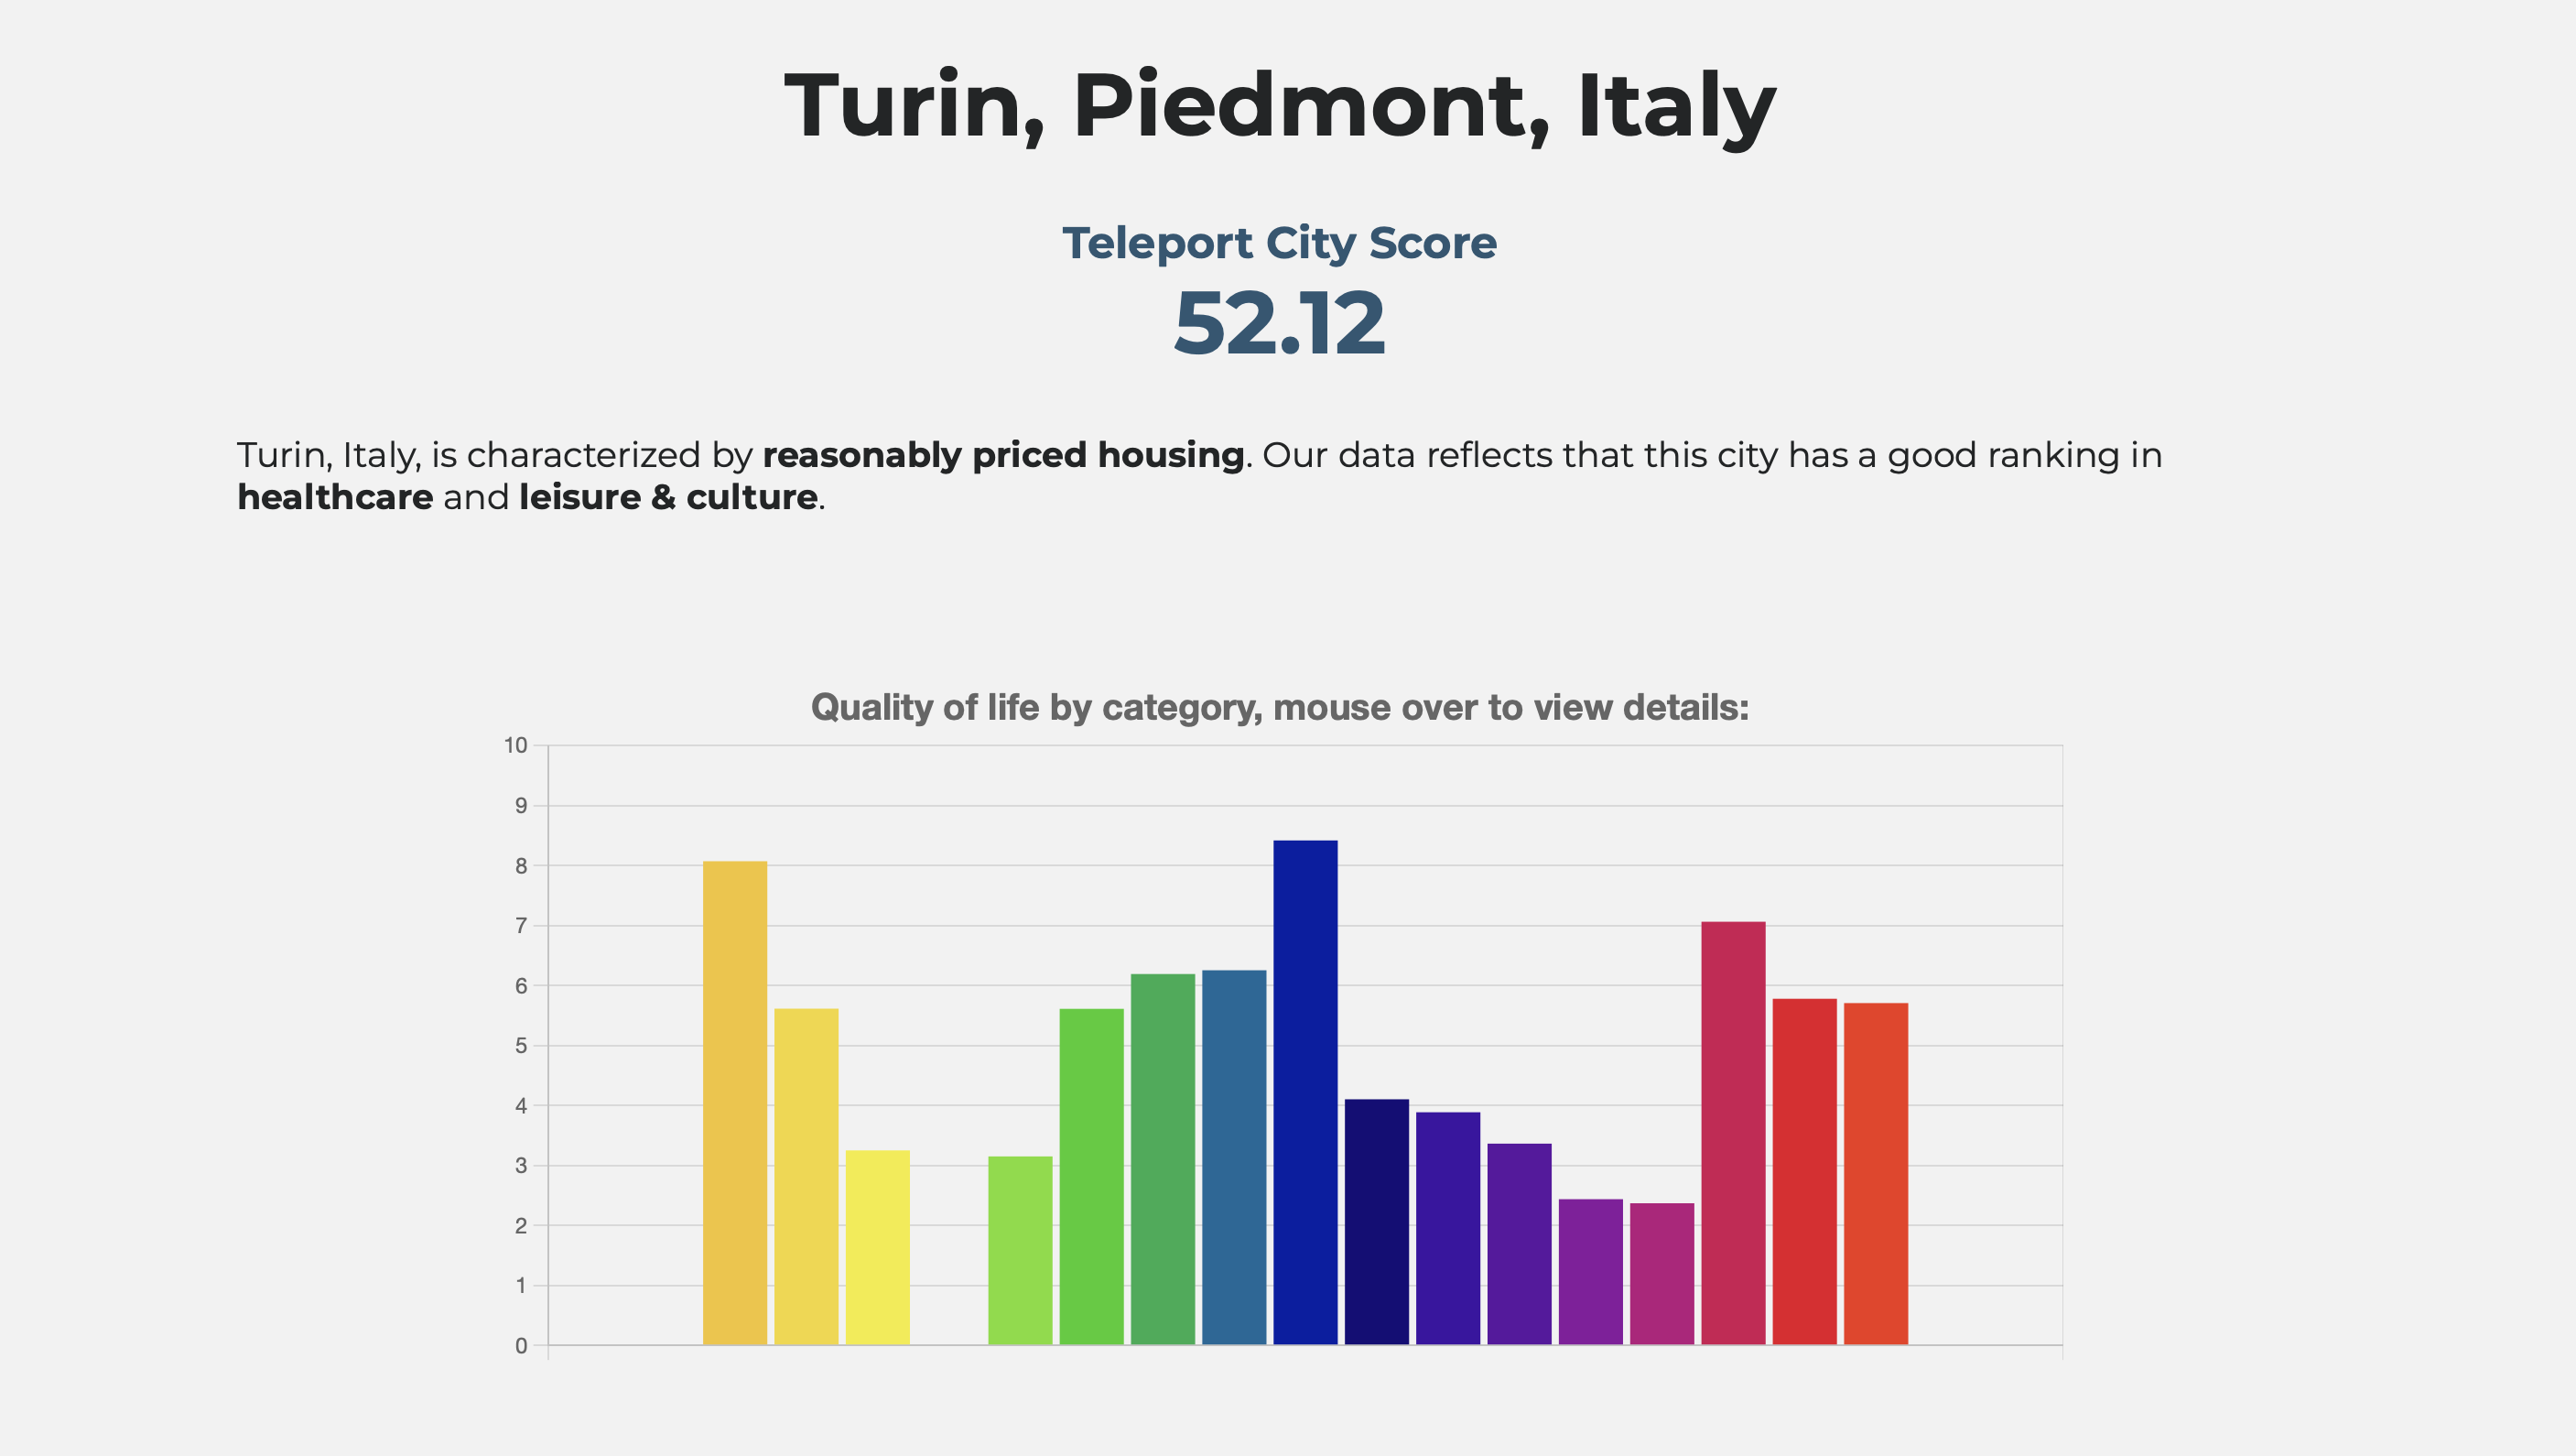 Turin, Piedmont, Italy
Teleport City Score
52.12
Turin, Italy, is characterized by reasonably priced housing. Our data reflects that this city has a good ranking in
healthcare and leisure & culture.
Quality of life by category, mouse over to view details:
10
9
8
7
6
5
4
3
2
1
0